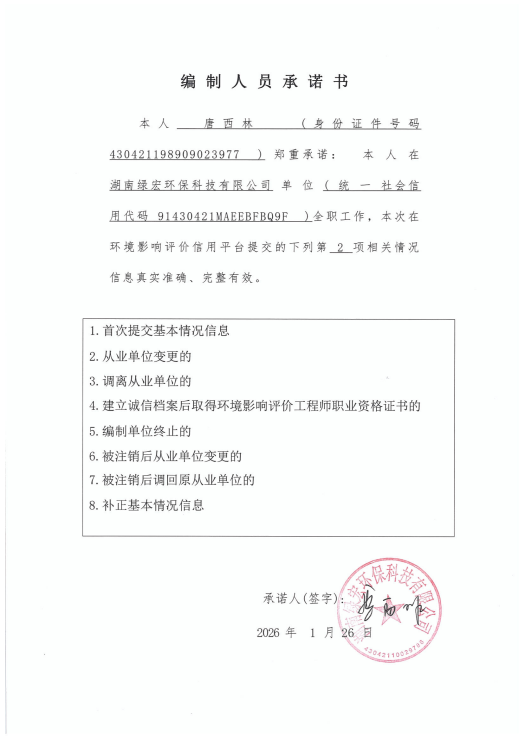 编制人员承诺书
本人 唐西林 (身份证件号码
430421198909023977 ) 郑重承诺： 本人在
湖南绿宏环保科技有限公司 单位 (统一社会信
用代码 91430421MAEEBFBQ9F )全职工作，本次在
环境影响评价信用平台提交的下列第 2 项相关情况
信息真实准确、完整有效。
1.首次提交基本情况信息
2.从业单位变更的
3.调离从业单位的
4.建立诚信档案后取得环境影响评价工程师职业资格证书的
5.编制单位终止的
6.被注销后从业单位变更的
7.被注销后调回原从业单位的
8.补正基本情况信息
承诺人(签字)：
2026 年 1 月 26 日
宏环保科技有限公司